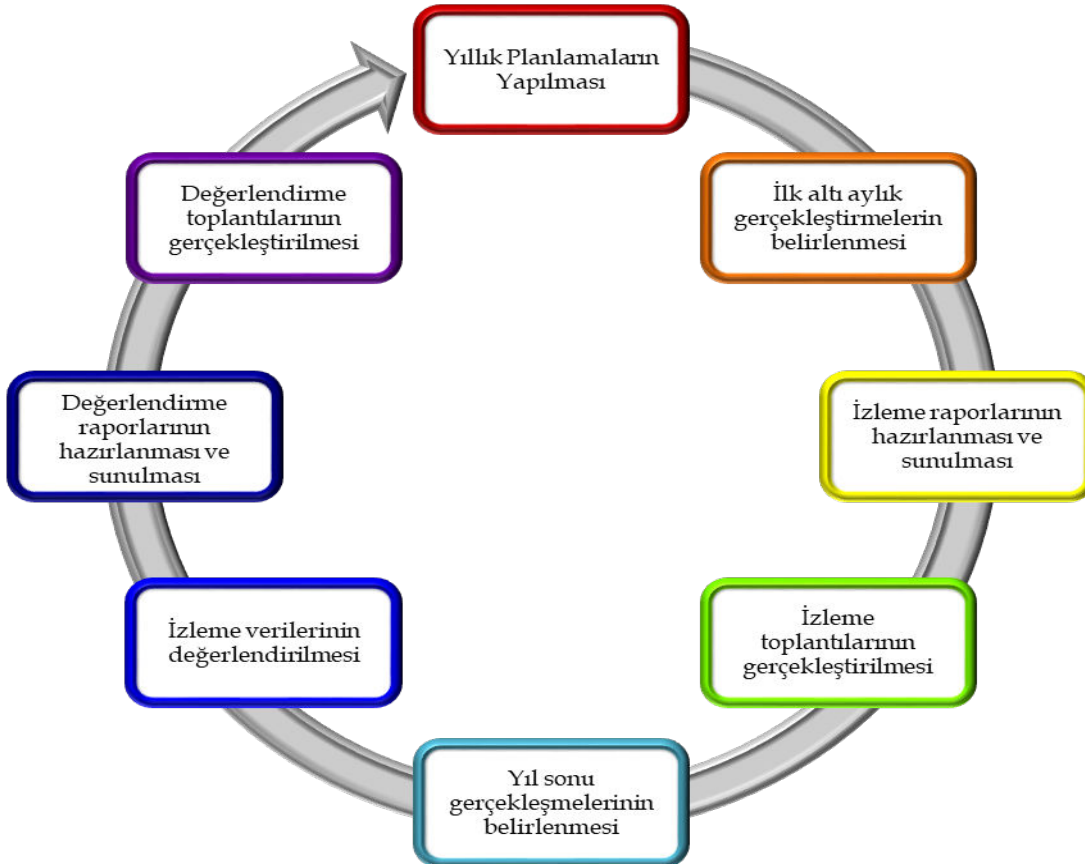 Yıllık Planlamaların
Yapılması
İlk altı aylık
gerçekleştirmelerin
belirlenmesi
İzleme raporlarının
hazırlanması ve
sunulması
İzleme
toplantılarının
gerçekleştirilmesi
Yıl sonu
gerçekleşmelerinin
belirlenmesi
İzleme verilerinin
değerlendirilmesi
Değerlendirme
raporlarının
hazırlanması ve
sunulması
Değerlendirme
toplantılarının
gerçekleştirilmesi